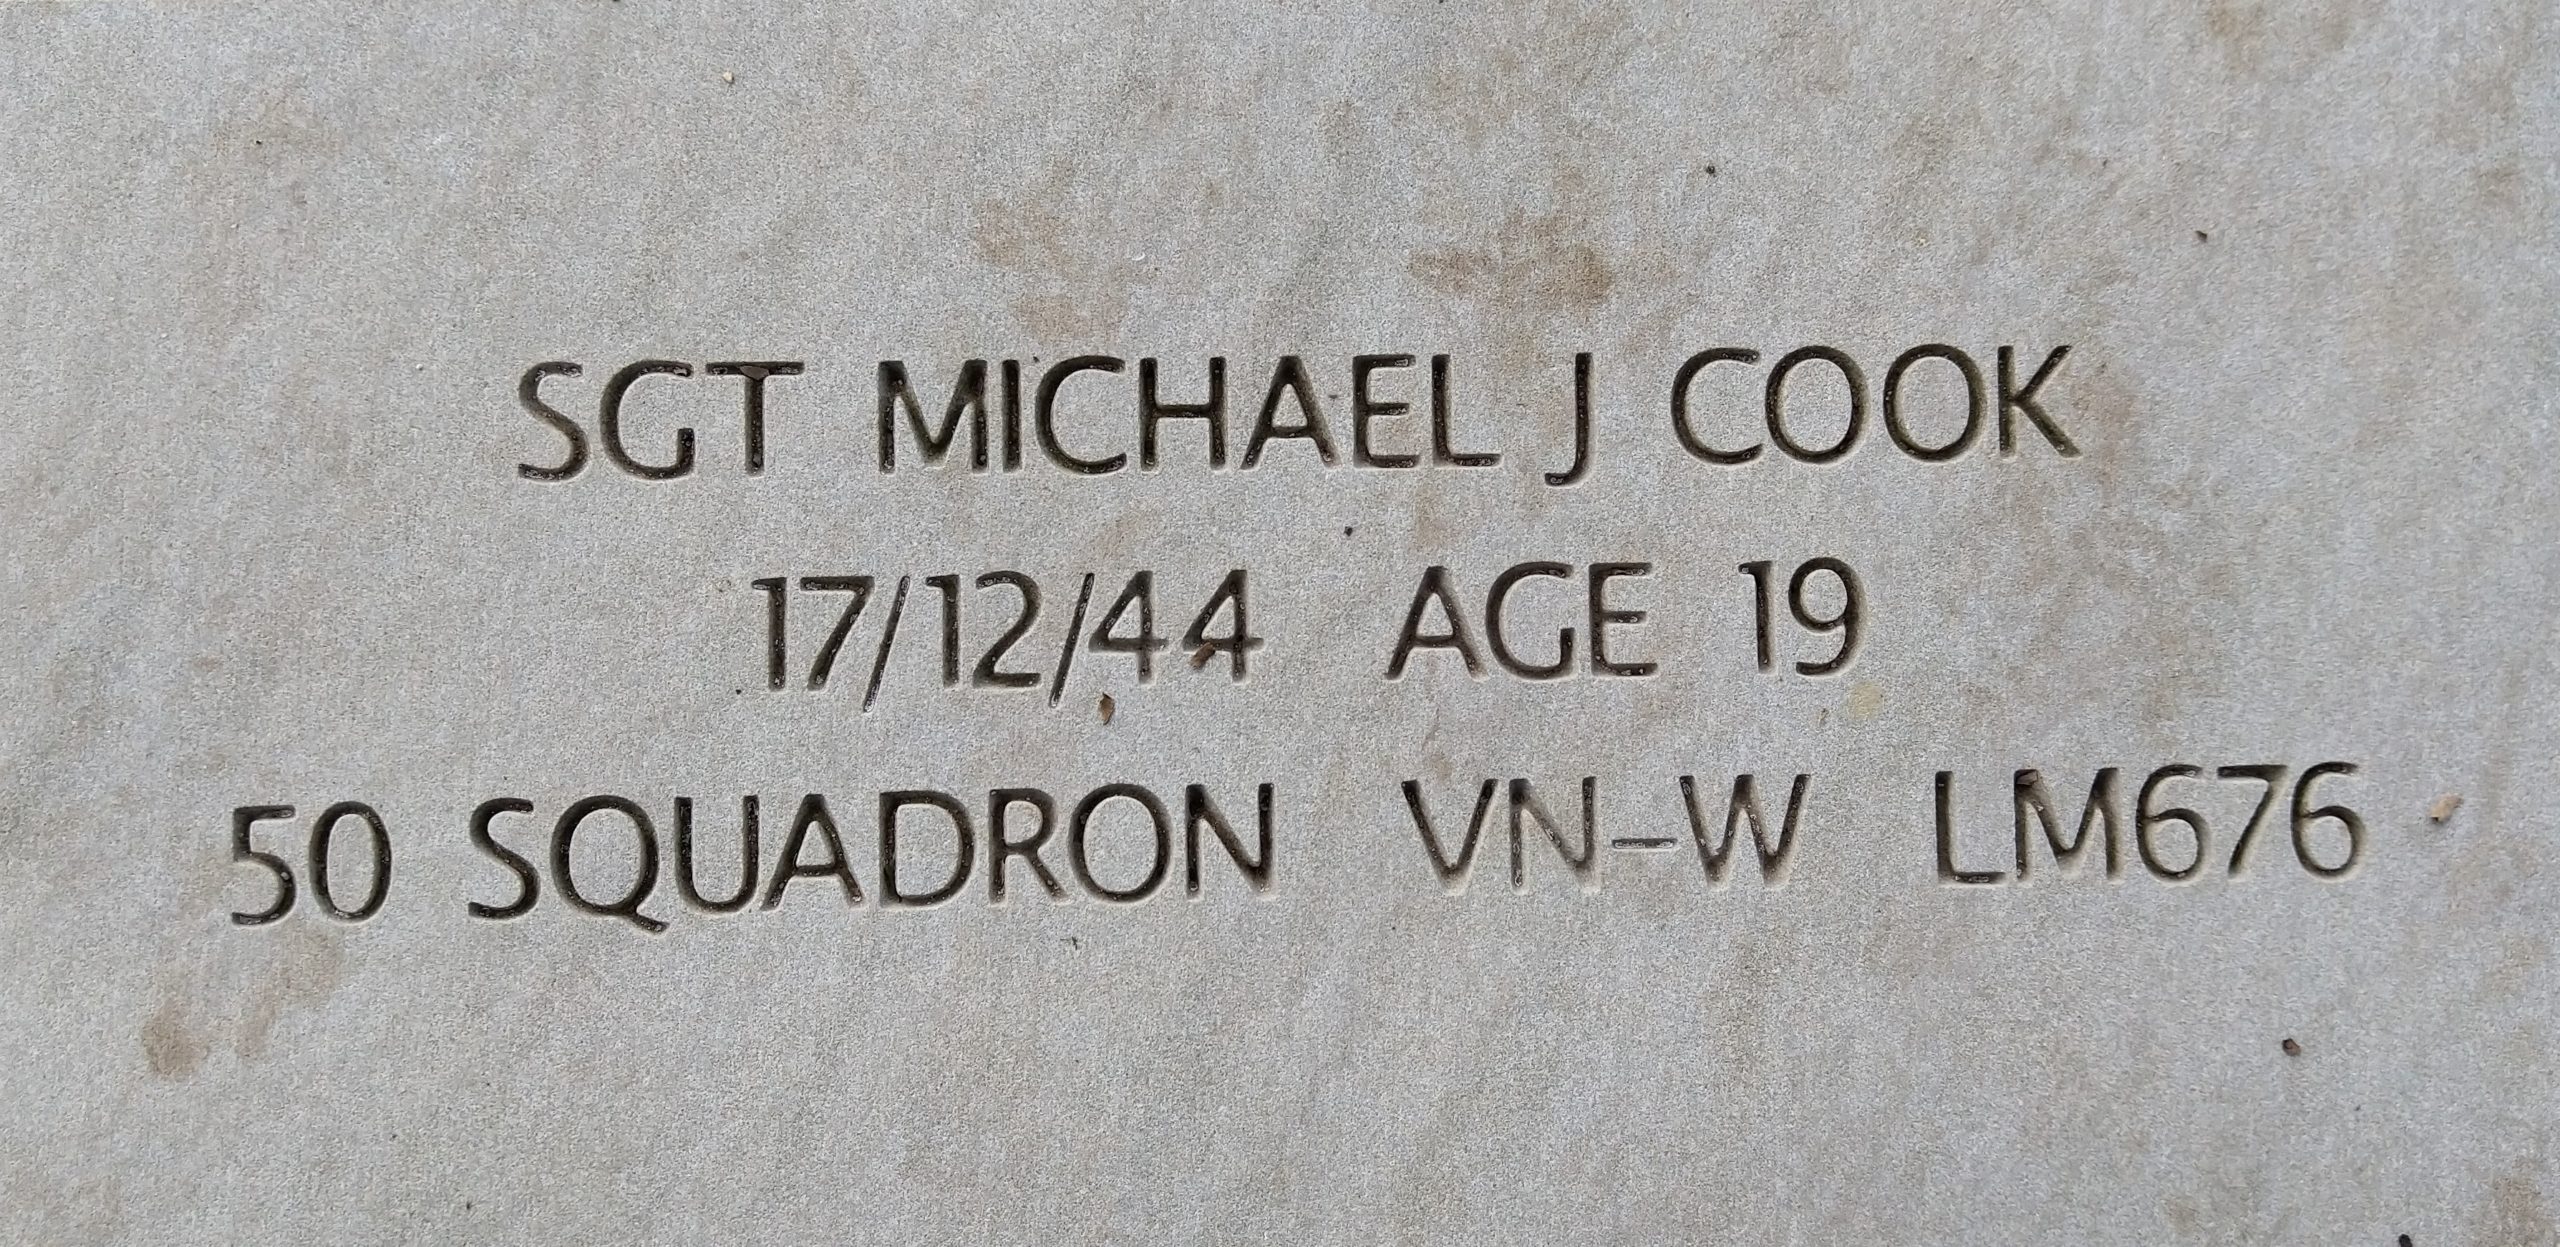 SGT MICHAEL J COOK
17/12/44 AGE 19
50 SQUADRON VN-W LM676